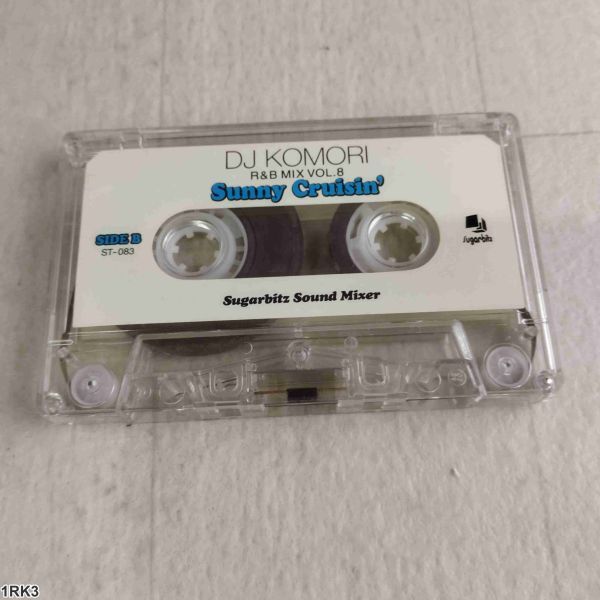 DJ KOMORI
R&B MIX VOL.8
Sunny Cruisin'
SIDE B
ST-083
sugarbitz
Sugarbitz Sound Mixer
1RK3